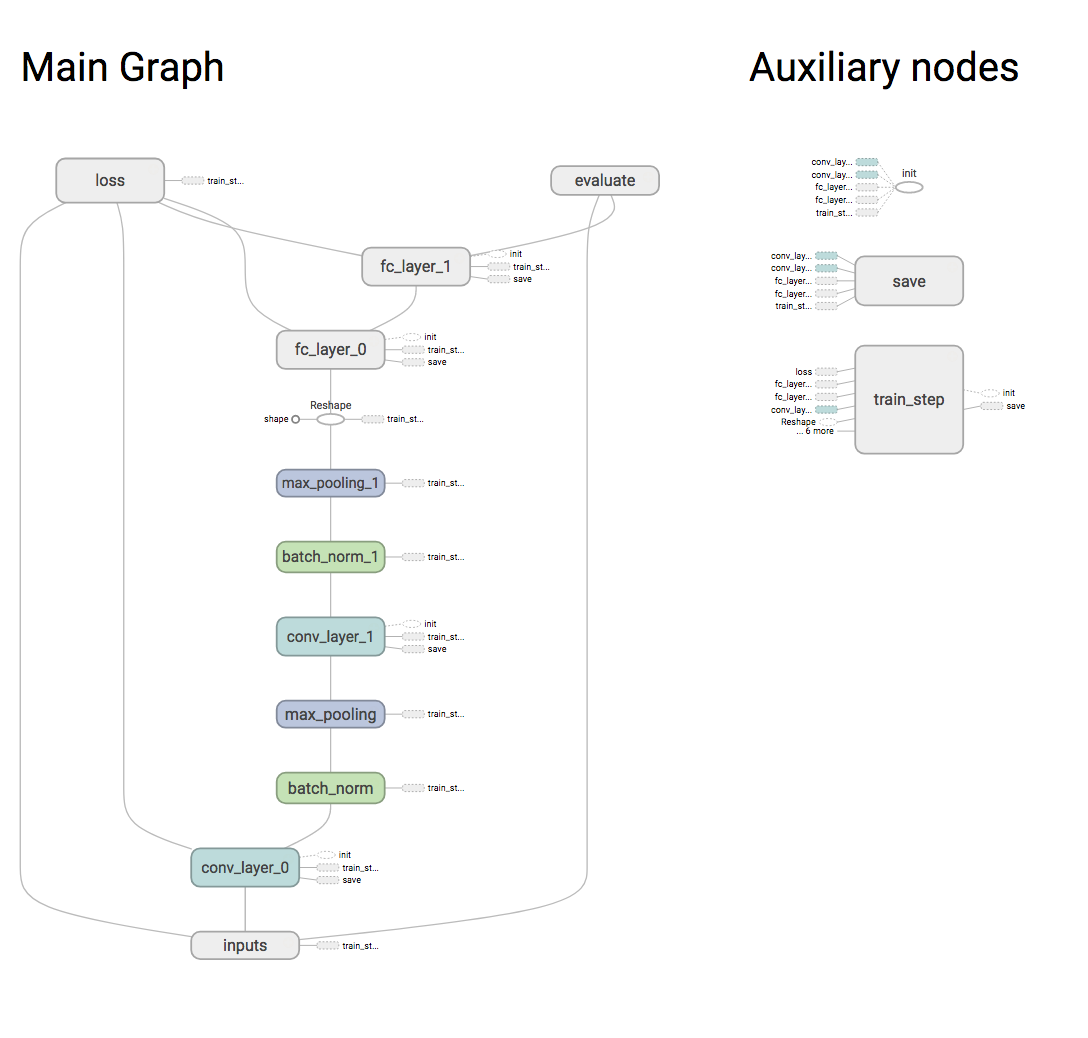 Main Graph
loss
train_st...
evaluate
fc_layer_1
init
train_st...
save
fc_layer_0
init
train_st...
save
Reshape
shape
train_st...
max_pooling_1
train_st...
batch_norm_1
train_st...
conv_layer_1
init
train_st...
save
max_pooling
train_st...
batch_norm
train_st...
conv_layer_0
init
train_st...
save
inputs
train_st...
Auxiliary nodes
conv_lay...
conv_lay...
fc_layer...
fc_layer...
train_st...
init
conv_lay...
conv_lay...
fc_layer...
fc_layer...
train_st...
save
loss
fc_layer...
fc_layer...
conv_lay...
Reshape
... 6 more
train_step
init
save